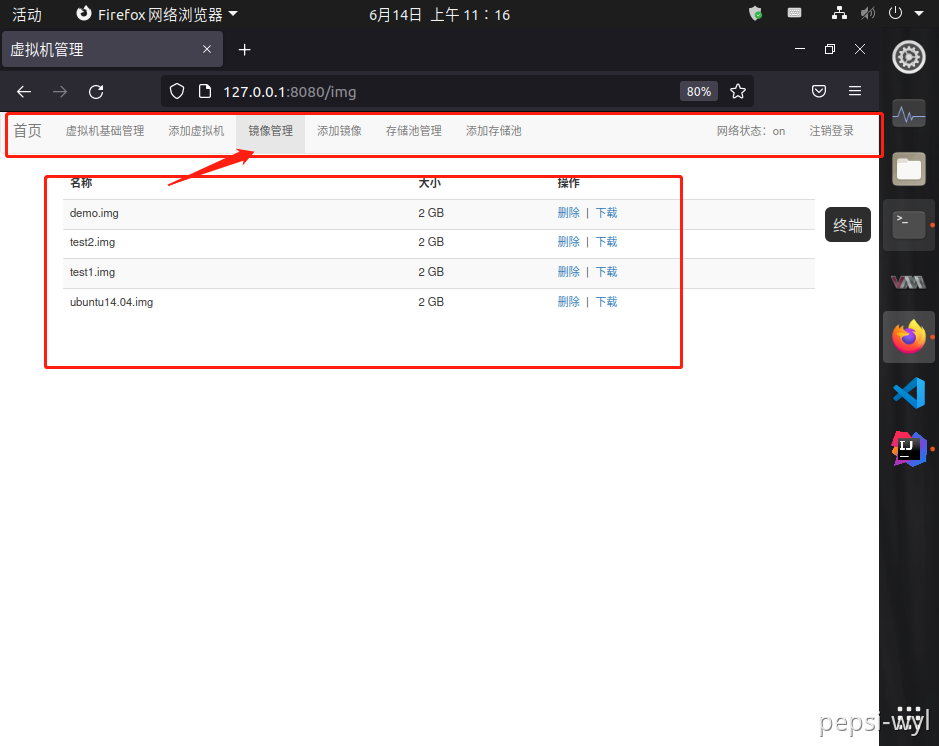 活动 Firefox 网络浏览器 6月14日 上午 11：16
虚拟机管理
127.0.0.1:8080/img 80%
首页 虚拟机基础管理 添加虚拟机 镜像管理 添加镜像 存储池管理 添加存储池 网络状态：on 注销登录
名称 大小 操作
demo.img 2 GB 删除 | 下载
终端
test2.img 2 GB 删除 | 下载
test1.img 2 GB 删除 | 下载
ubuntu14.04.img 2 GB 删除 | 下载
IJ
pepsi-wyl